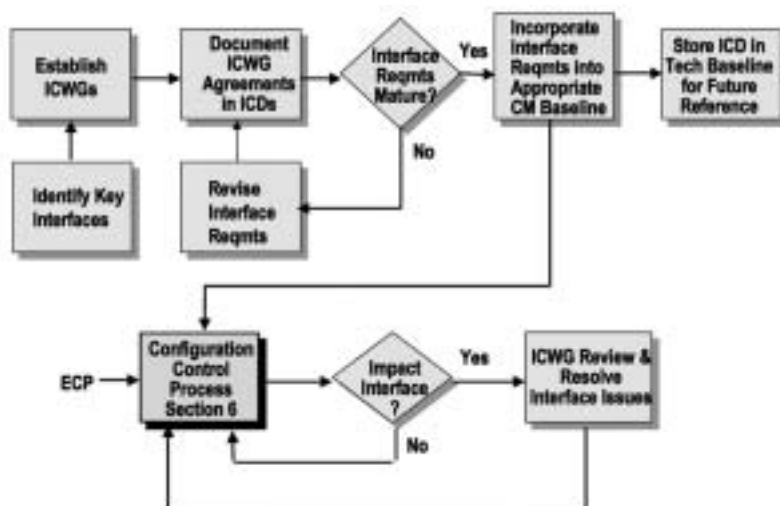 Establish
ICWGs
Document
ICWG
Agreements
in ICDs
Interface
Reqmts
Mature?
Yes
Incorporate
Interface
Reqmts into
Appropriate
CM Baseline
Store ICD in
Tech Baseline
for Future
Reference
No
Identify Key
Interfaces
Revise
Interface
Reqmts
ECP
Configuration
Control
Process
Section 6
Impact
Interface
?
Yes
ICWG Review &
Resolve
Interface Issues
No